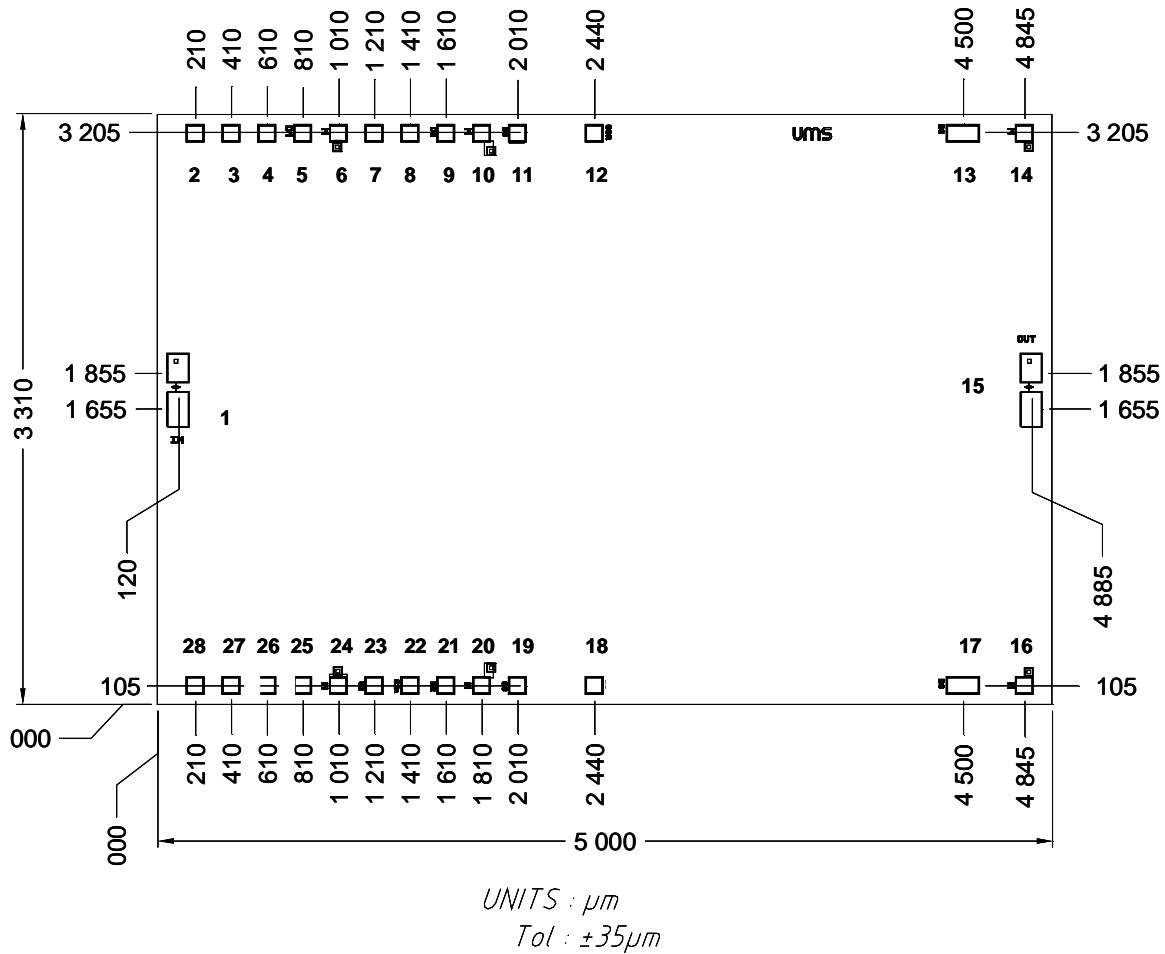 210 410 610 810 1 010 1 210 1 410 1 610 2 010 2 440 4 500 4 845
3 205 UMS 3 205
2 3 4 5 6 7 8 9 10 11 12 13 14
OUT
1 855 15 1 855
1 655 1 1 655
IN
3 310
120 4 885
28 27 26 25 24 23 22 21 20 19 18 17 16
105 105
000
210 410 610 810 1 010 1 210 1 410 1 610 1 810 2 010 2 440 4 500 4 845
000
5 000
UNITS : µm
Tol : ±35µm